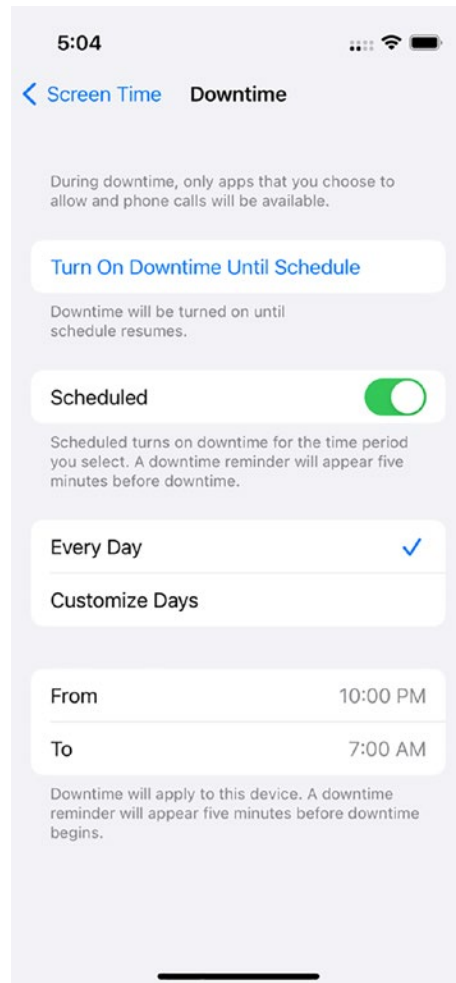 5:04
Screen Time Downtime
During downtime, only apps that you choose to
allow and phone calls will be available.
Turn On Downtime Until Schedule
Downtime will be turned on until
schedule resumes.
Scheduled
Scheduled turns on downtime for the time period
you select. A downtime reminder will appear five
minutes before downtime.
Every Day
Customize Days
From 10:00 PM
To 7:00 AM
Downtime will apply to this device. A downtime
reminder will appear five minutes before downtime
begins.